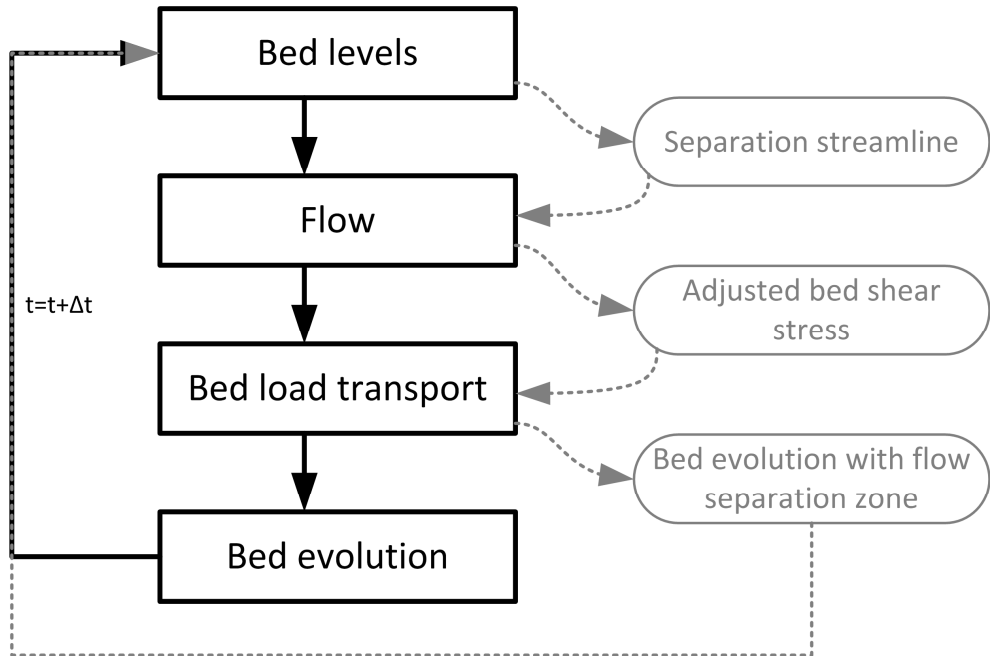 Bed levels
Separation streamline
Flow
t=t+Δt
Adjusted bed shear
stress
Bed load transport
Bed evolution with flow
separation zone
Bed evolution